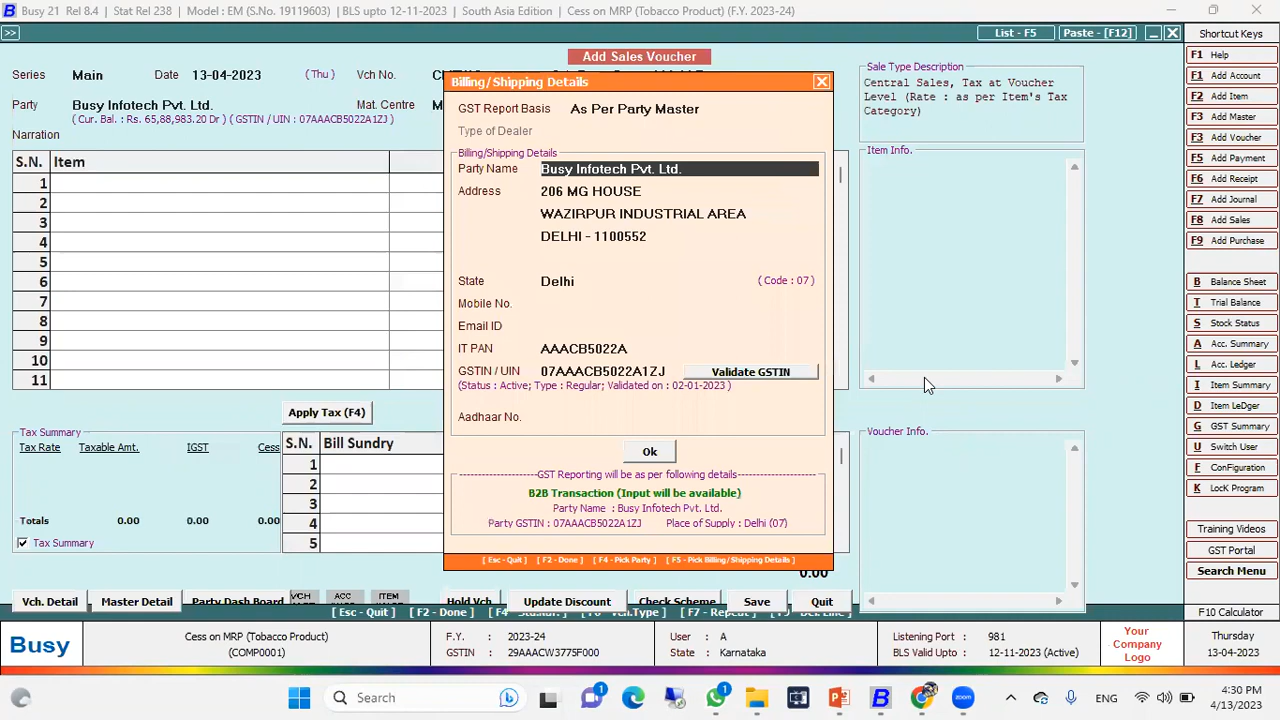 Busy 21 Rel 8.4 | Stat Rel 238 | Model : EM (S.No. 19119603) | BLS upto 12-11-2023 | South Asia Edition | Cess on MRP (Tobacco Product) (F.Y. 2023-24)
>> List - F5 Paste - [F12]
Add Sales Voucher
Series Main Date 13-04-2023 ( Thu ) Vch No.
Party Busy Infotech Pvt. Ltd. Mat. Centre
( Cur. Bal. : Rs. 65,88,983.20 Dr ) ( GSTIN / UIN : 07AAACB5022A1ZJ )
Narration
S.N. Item
1
2
3
4
5
6
7
8
9
10
11
Apply Tax (F4)
Tax Summary
Tax Rate Taxable Amt. IGST Cess
Totals 0.00 0.00 0.00
Tax Summary
S.N. Bill Sundry
1
2
3
4
5
0.00
Billing/Shipping Details
GST Report Basis As Per Party Master
Type of Dealer
Billing/Shipping Details
Party Name Busy Infotech Pvt. Ltd.
Address 206 MG HOUSE
WAZIRPUR INDUSTRIAL AREA
DELHI - 1100552
State Delhi ( Code : 07 )
Mobile No.
Email ID
IT PAN AAACB5022A
GSTIN / UIN 07AAACB5022A1ZJ Validate GSTIN
(Status : Active; Type : Regular; Validated on : 02-01-2023 )
Aadhaar No.
Ok
GST Reporting will be as per following details
B2B Transaction (Input will be available)
Party Name : Busy Infotech Pvt. Ltd.
Party GSTIN : 07AAACB5022A1ZJ Place of Supply : Delhi (07)
[ Esc - Quit ] [ F2 - Done ] [ F4 - Pick Party ] [ F5 - Pick Billing/Shipping Details ]
Sale Type Description
Central Sales, Tax at Voucher
Level (Rate : as per Item's Tax
Category)
Item Info.
Voucher Info.
Vch. Detail Master Detail Party Dash Board VCH ACC ITEM Hold Vch Update Discount Check Scheme Save Quit
[ Esc - Quit ] [ F2 - Done ]
Shortcut Keys
F1 Help
F1 Add Account
F2 Add Item
F3 Add Master
F3 Add Voucher
F5 Add Payment
F6 Add Receipt
F7 Add Journal
F8 Add Sales
F9 Add Purchase
B Balance Sheet
T Trial Balance
S Stock Status
A Acc. Summary
L Acc. Ledger
I Item Summary
D Item LeDger
G GST Summary
U Switch User
F ConFiguration
K LocK Program
Training Videos
GST Portal
Search Menu
F10 Calculator
Thursday
13-04-2023
Busy
Cess on MRP (Tobacco Product)
(COMP0001)
F.Y. : 2023-24
GSTIN : 29AAACW3775F000
User : A
State : Karnataka
Listening Port : 981
BLS Valid Upto : 12-11-2023 (Active)
Your
Company
Logo
Search
1
1
zoom
ENG
4:30 PM
4/13/2023